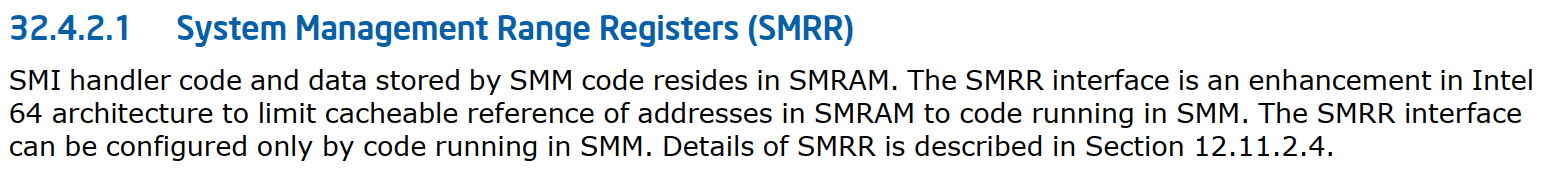 32.4.2.1 System Management Range Registers (SMRR)
SMI handler code and data stored by SMM code resides in SMRAM. The SMRR interface is an enhancement in Intel
64 architecture to limit cacheable reference of addresses in SMRAM to code running in SMM. The SMRR interface
can be configured only by code running in SMM. Details of SMRR is described in Section 12.11.2.4.